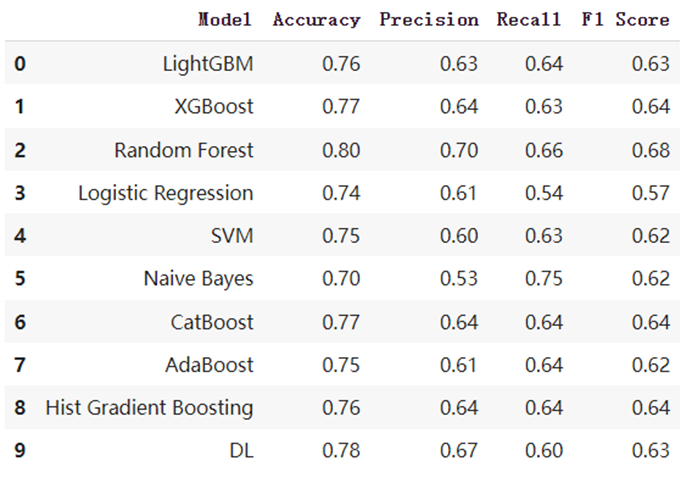 Model Accuracy Precision Recall F1 Score
0 LightGBM 0.76 0.63 0.64 0.63
1 XGBoost 0.77 0.64 0.63 0.64
2 Random Forest 0.80 0.70 0.66 0.68
3 Logistic Regression 0.74 0.61 0.54 0.57
4 SVM 0.75 0.60 0.63 0.62
5 Naive Bayes 0.70 0.53 0.75 0.62
6 CatBoost 0.77 0.64 0.64 0.64
7 AdaBoost 0.75 0.61 0.64 0.62
8 Hist Gradient Boosting 0.76 0.64 0.64 0.64
9 DL 0.78 0.67 0.60 0.63